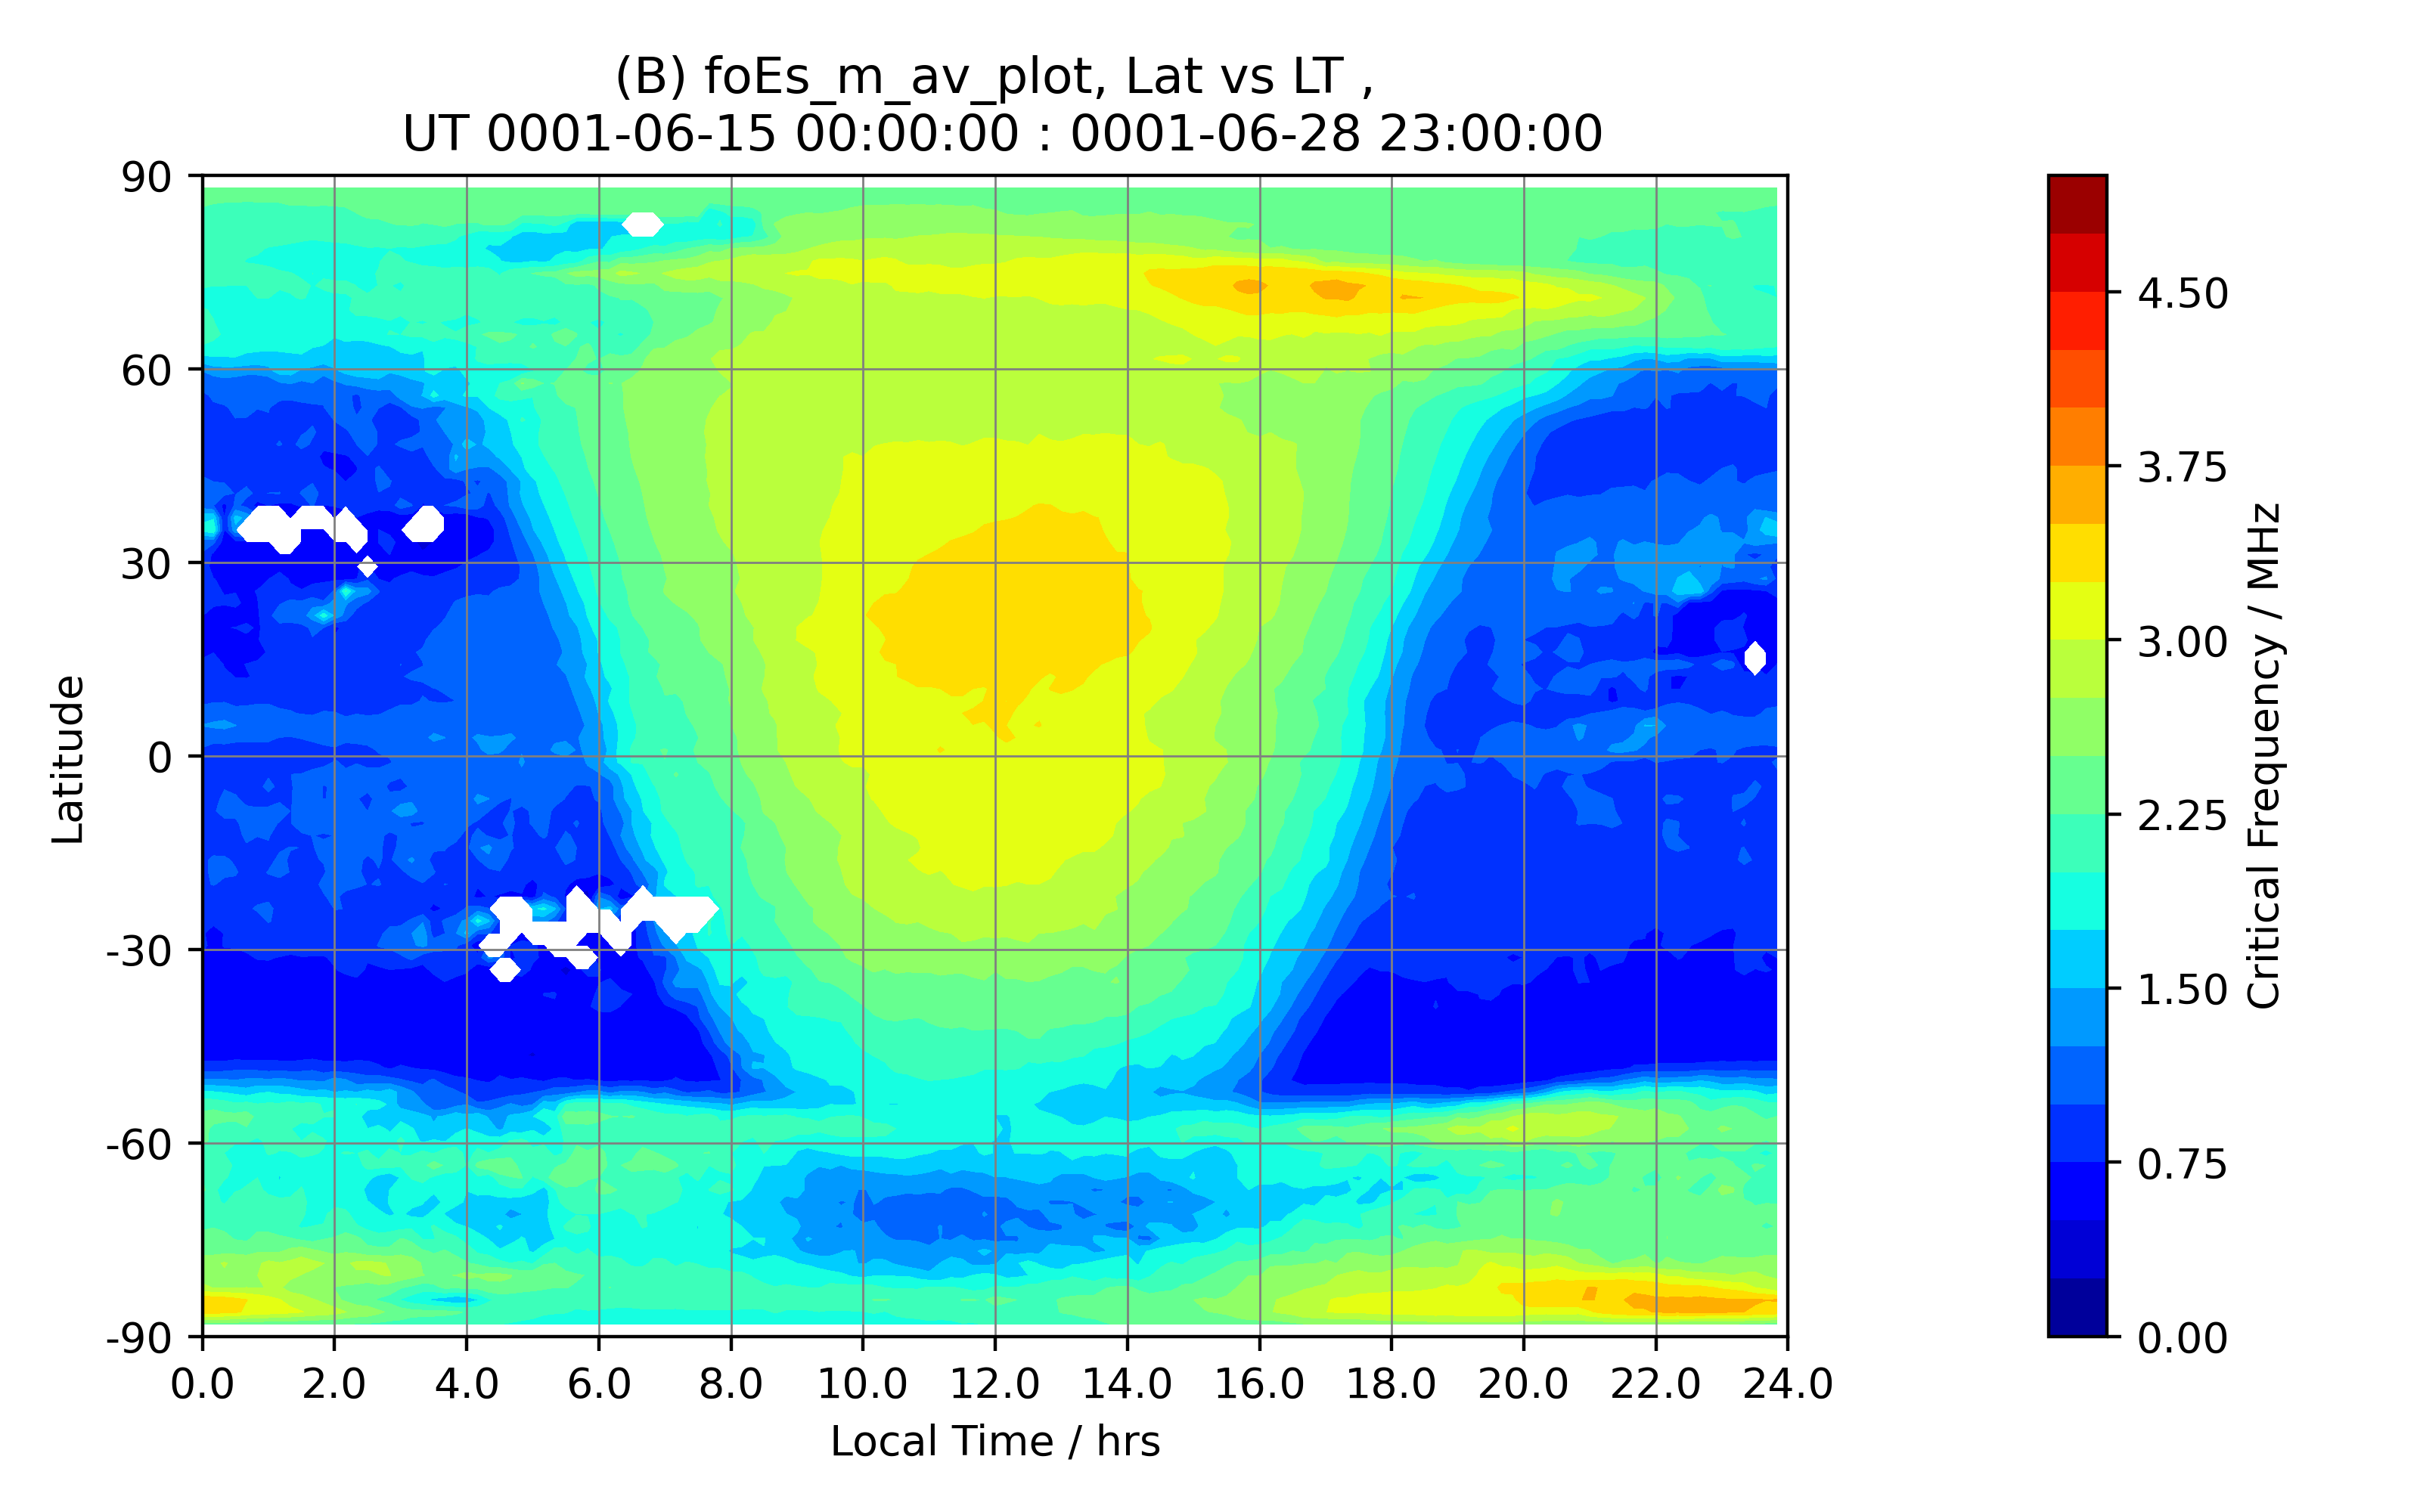 (B) foEs_m_av_plot, Lat vs LT ,
UT 0001-06-15 00:00:00 : 0001-06-28 23:00:00
90
60
30
0
-30
-60
-90
Latitude
0.0 2.0 4.0 6.0 8.0 10.0 12.0 14.0 16.0 18.0 20.0 22.0 24.0
Local Time / hrs
4.50
3.75
3.00
2.25
1.50
0.75
0.00
Critical Frequency / MHz